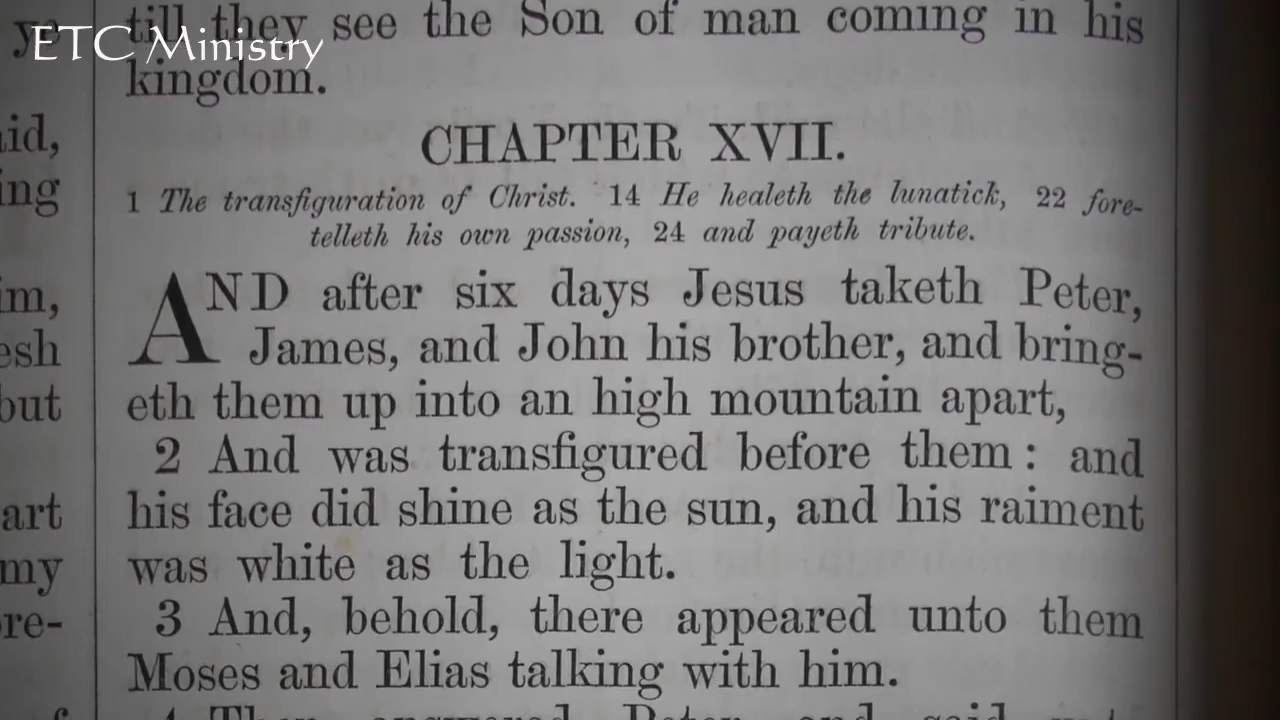 ETC Ministry
ye
till they see the Son of man coming in his
kingdom.
CHAPTER XVII.
1 The transfiguration of Christ. 14 He healeth the lunatick, 22 fore-
telleth his own passion, 24 and payeth tribute.
AND after six days Jesus taketh Peter,
James, and John his brother, and bring-
eth them up into an high mountain apart,
2 And was transfigured before them: and
his face did shine as the sun, and his raiment
was white as the light.
3 And, behold, there appeared unto them
Moses and Elias talking with him.